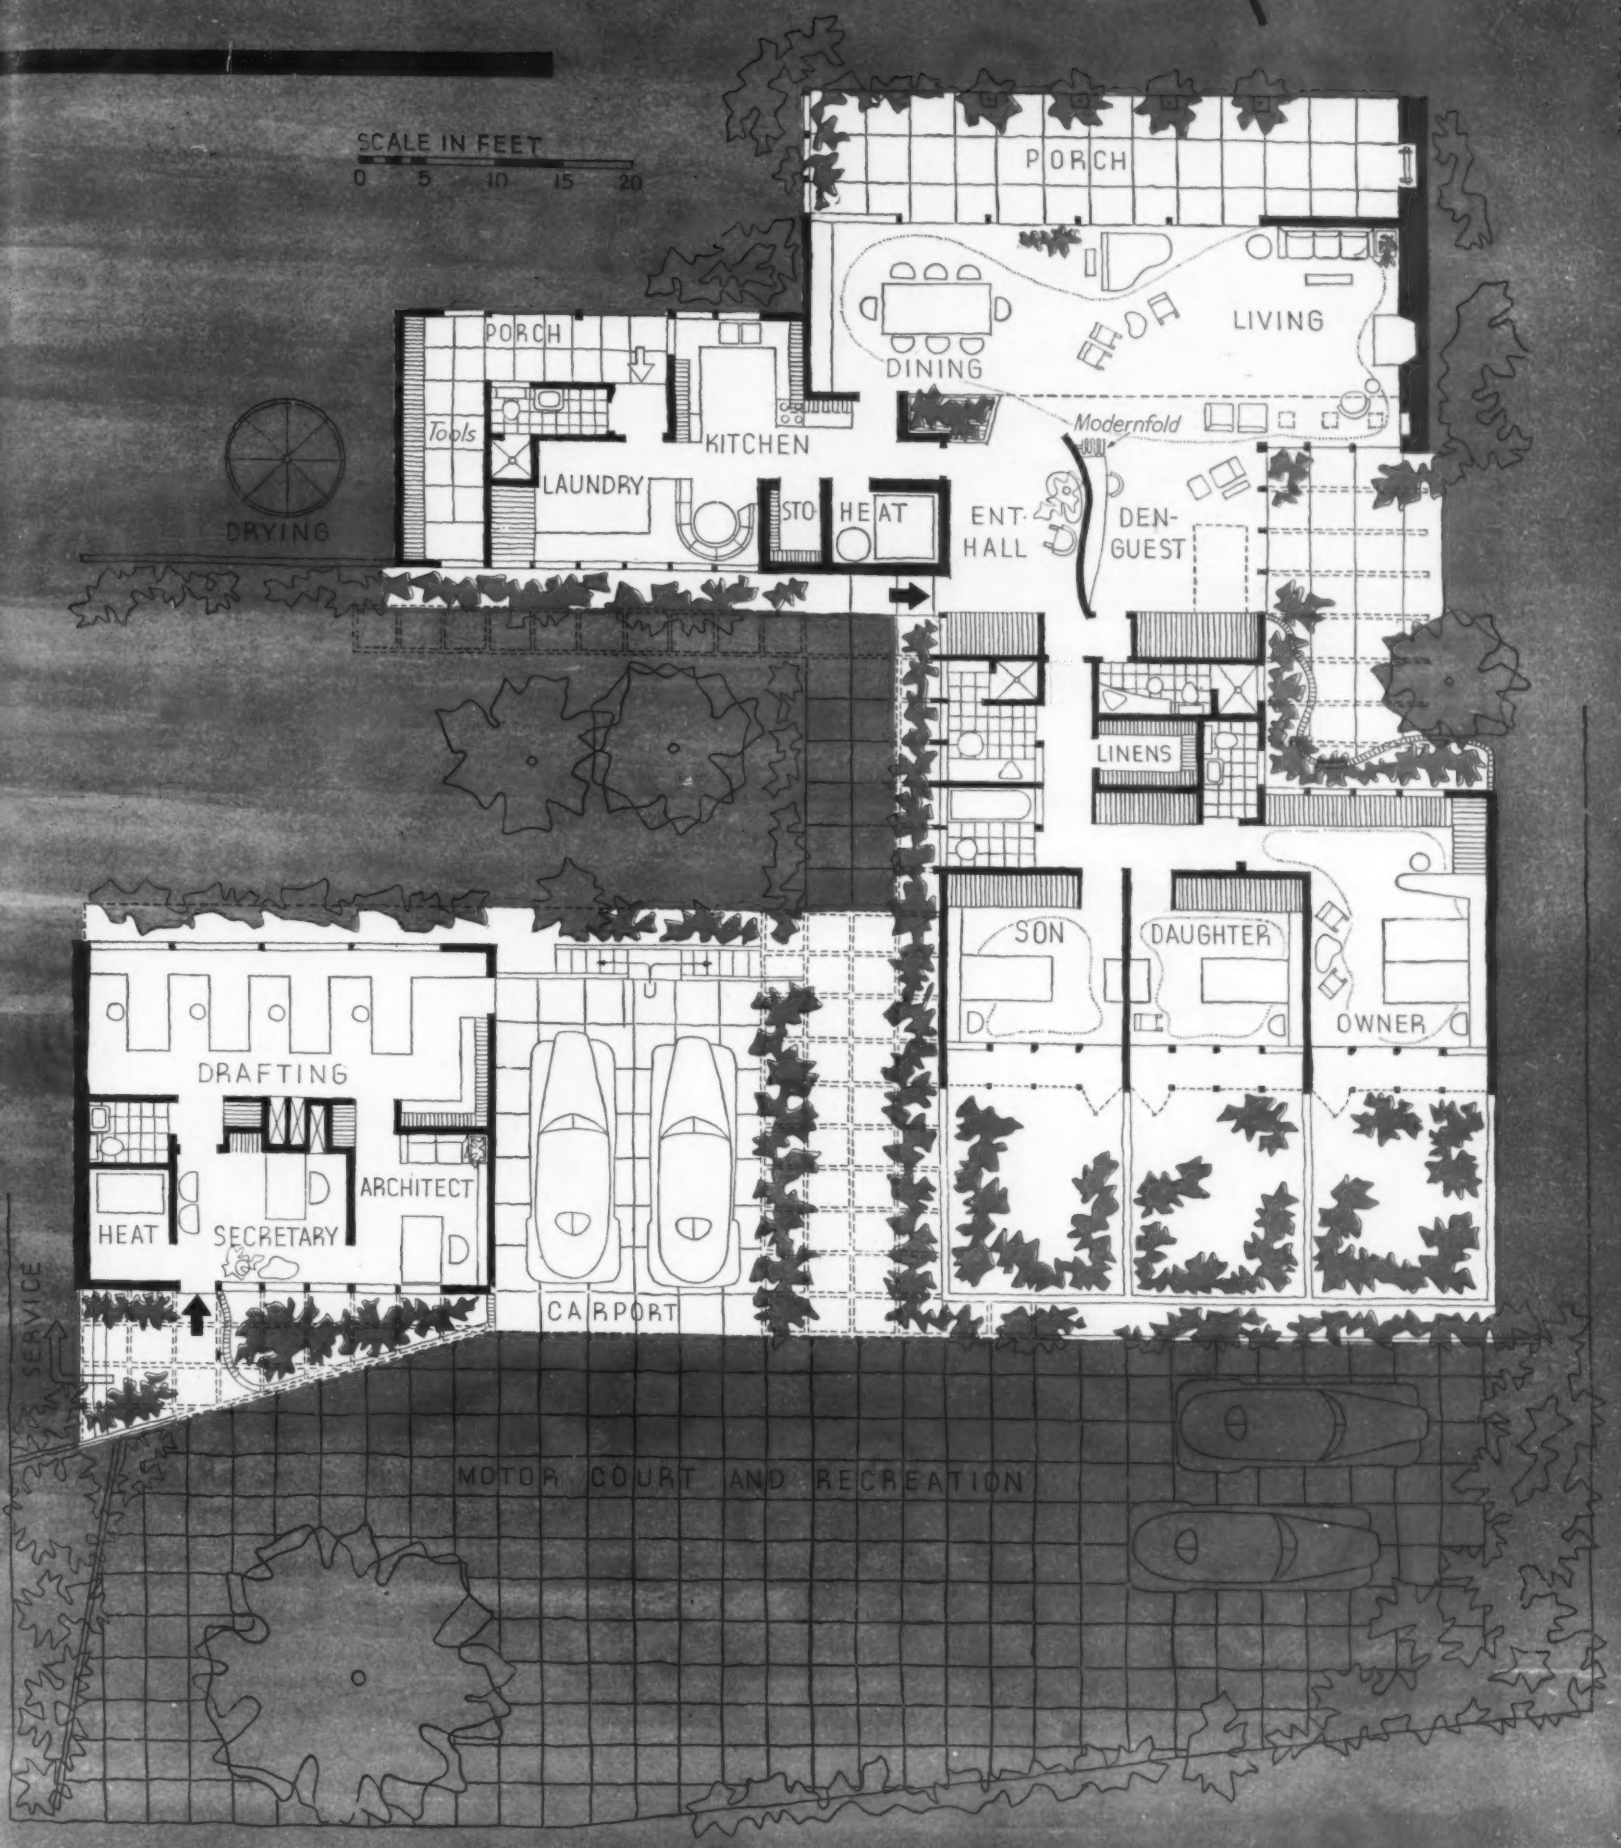 SCALE IN FEET
0 5 10 15 20
PORCH
LIVING
DINING
PORCH
Modernfold
Tools
KITCHEN
LAUNDRY
STO.
HEAT
ENT.
HALL
DEN-
GUEST
DRYING
LINENS
SON
DAUGHTER
OWNER
DRAFTING
ARCHITECT
HEAT
SECRETARY
SERVICE
CARPORT
MOTOR COURT AND RECREATION